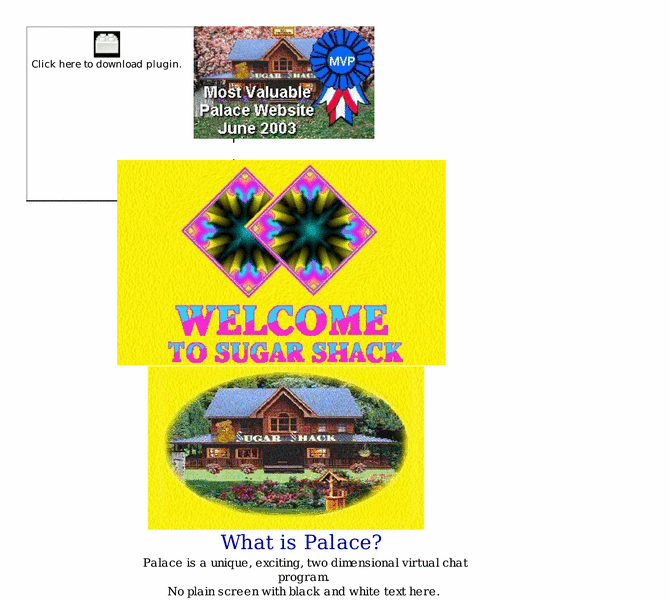 Click here to download plugin.
SUGAR SHAC
MVP
Most Valuable
Palace Website
June 2003
WELCOME
TO SUGAR SHACK
SUGAR SHACK
What is Palace?
Palace is a unique, exciting, two dimensional virtual chat
program.
No plain screen with black and white text here.